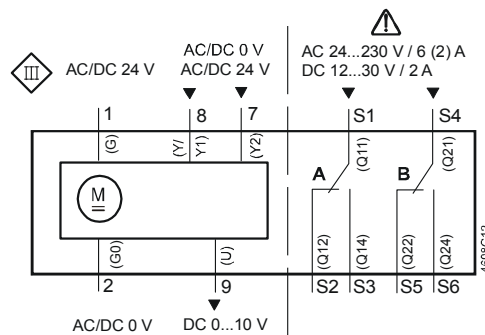 AC/DC 0 V
AC 24...230 V / 6 (2) A
III AC/DC 24 V AC/DC 24 V
DC 12...30 V / 2 A
1 8 7 S1 S4
(G) (Y/ Y1) (Y2) (Q11) (Q21)
A B
M
(G0) (U) (Q12) (Q14) (Q22) (Q24)
2 9 S2 S3 S5 S6
AC/DC 0 V DC 0...10 V
4608G12